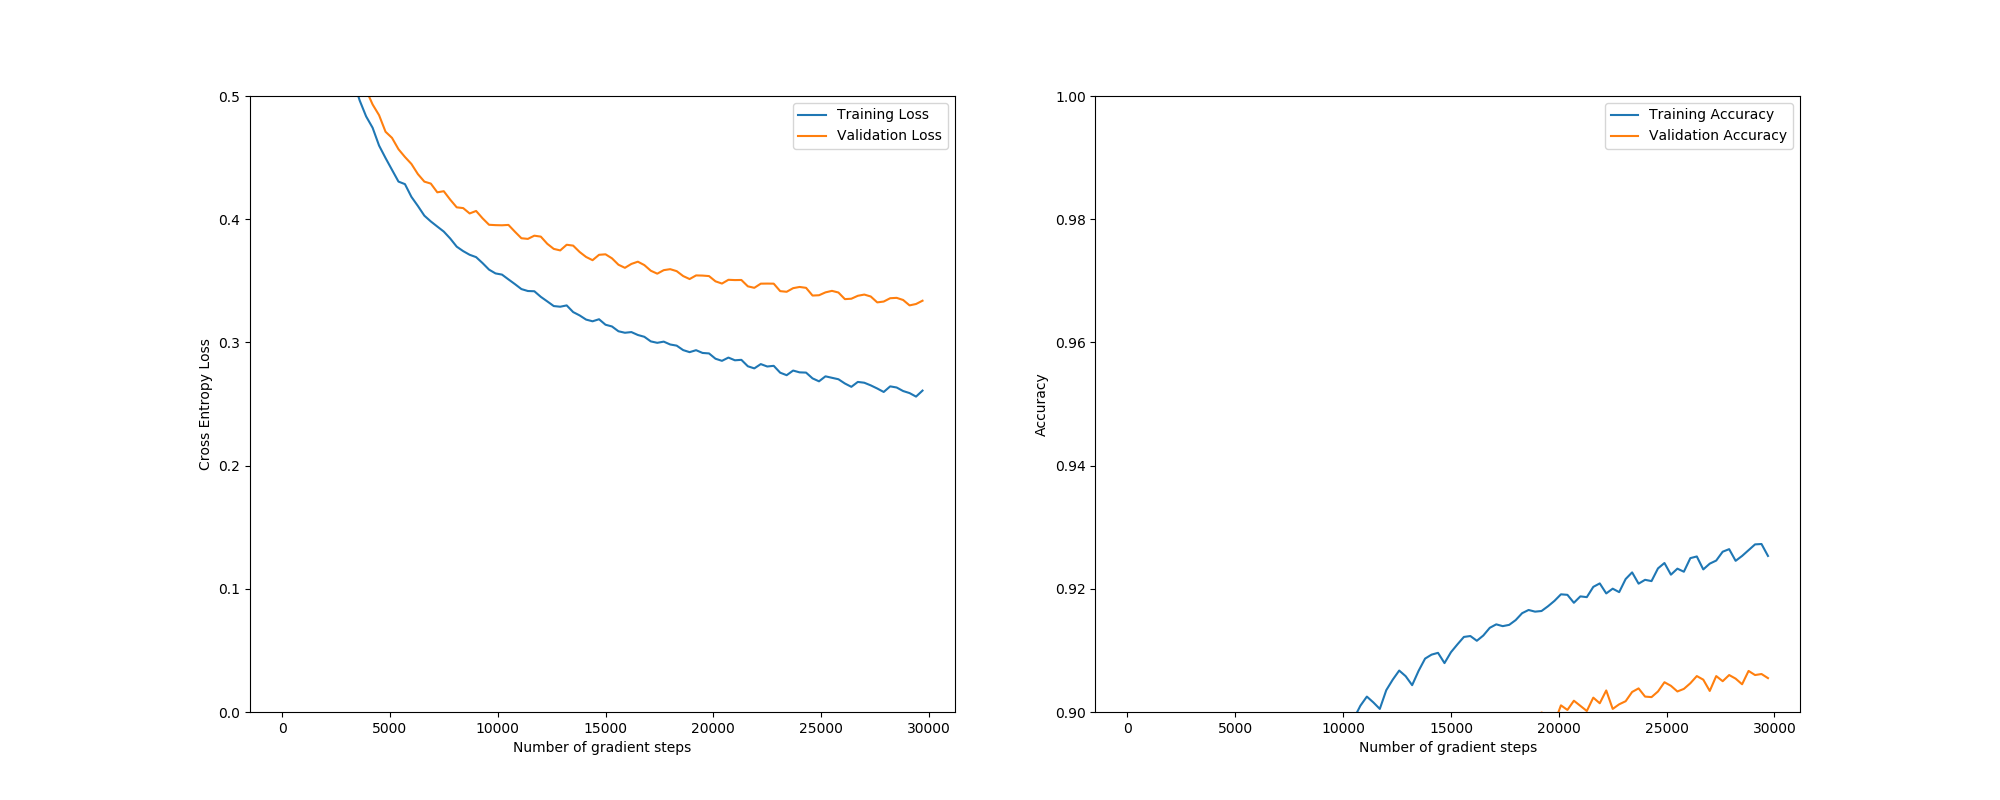 0.5
0.4
0.3
0.2
0.1
0.0
Cross Entropy Loss
Training Loss
Validation Loss
0 5000 10000 15000 20000 25000 30000
Number of gradient steps
1.00
0.98
0.96
0.94
0.92
0.90
Accuracy
Training Accuracy
Validation Accuracy
0 5000 10000 15000 20000 25000 30000
Number of gradient steps